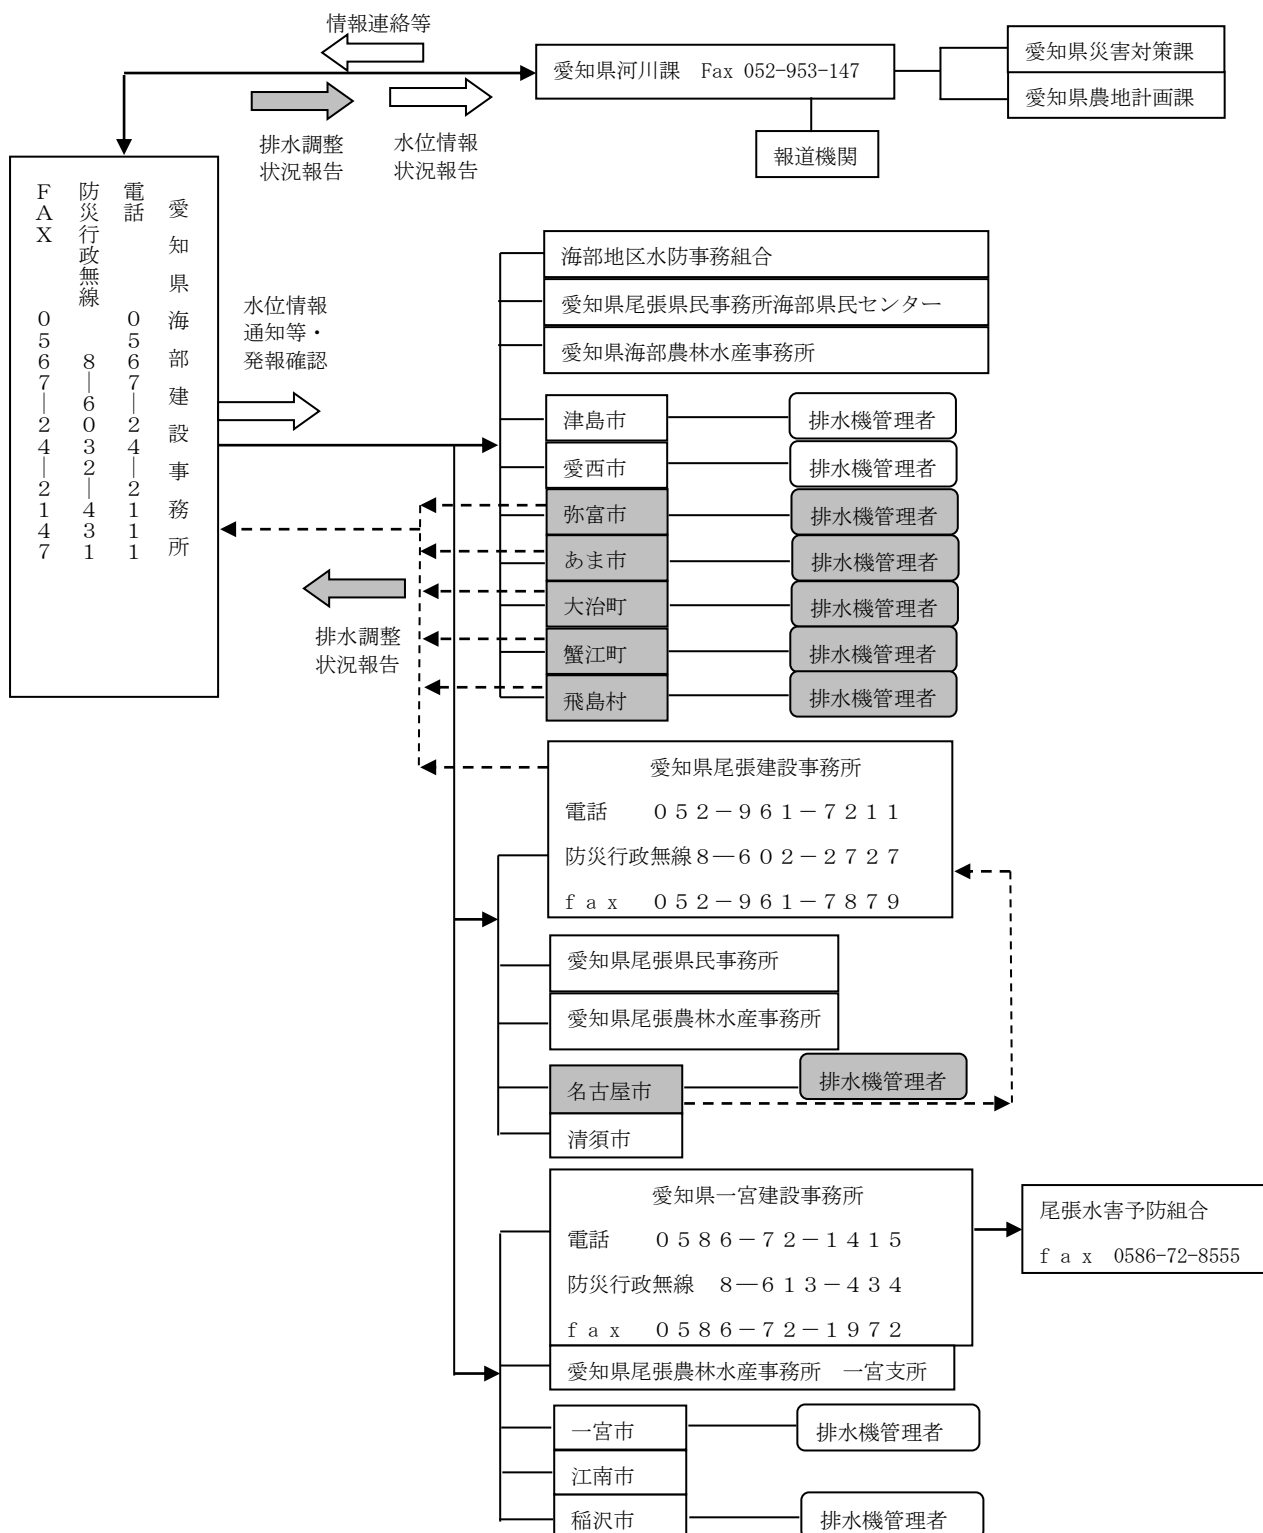 情報連絡等
愛知県河川課　Fax 052-953-147
愛知県災害対策課
愛知県農地計画課
報道機関
排水調整
状況報告
水位情報
状況報告
愛知県海部建設事務所
電話　０５６７―２４―２１１１
防災行政無線　８―６０３２―４３１
ＦＡＸ　０５６７―２４―２１４７
水位情報
通知等・
発報確認
海部地区水防事務組合
愛知県尾張県民事務所海部県民センター
愛知県海部農林水産事務所
津島市
排水機管理者
愛西市
排水機管理者
弥富市
排水機管理者
あま市
排水機管理者
大治町
排水機管理者
蟹江町
排水機管理者
飛島村
排水機管理者
排水調整
状況報告
愛知県尾張建設事務所
電話　０５２－９６１－７２１１
防災行政無線８―６０２－２７２７
ｆａｘ　０５２－９６１－７８７９
愛知県尾張県民事務所
愛知県尾張農林水産事務所
名古屋市
排水機管理者
清須市
愛知県一宮建設事務所
電話　０５８６－７２－１４１５
防災行政無線　８―６１３－４３４
ｆａｘ　０５８６－７２－１９７２
尾張水害予防組合
ｆａｘ　0586-72-8555
愛知県尾張農林水産事務所　一宮支所
一宮市
排水機管理者
江南市
稲沢市
排水機管理者